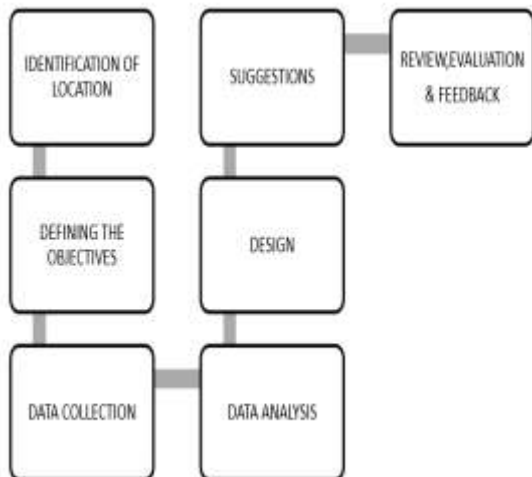 IDENTIFICATION OF
LOCATION
DEFINING THE
OBJECTIVES
DATA COLLECTION
DATA ANALYSIS
DESIGN
SUGGESTIONS
REVIEW,EVALUATION
& FEEDBACK